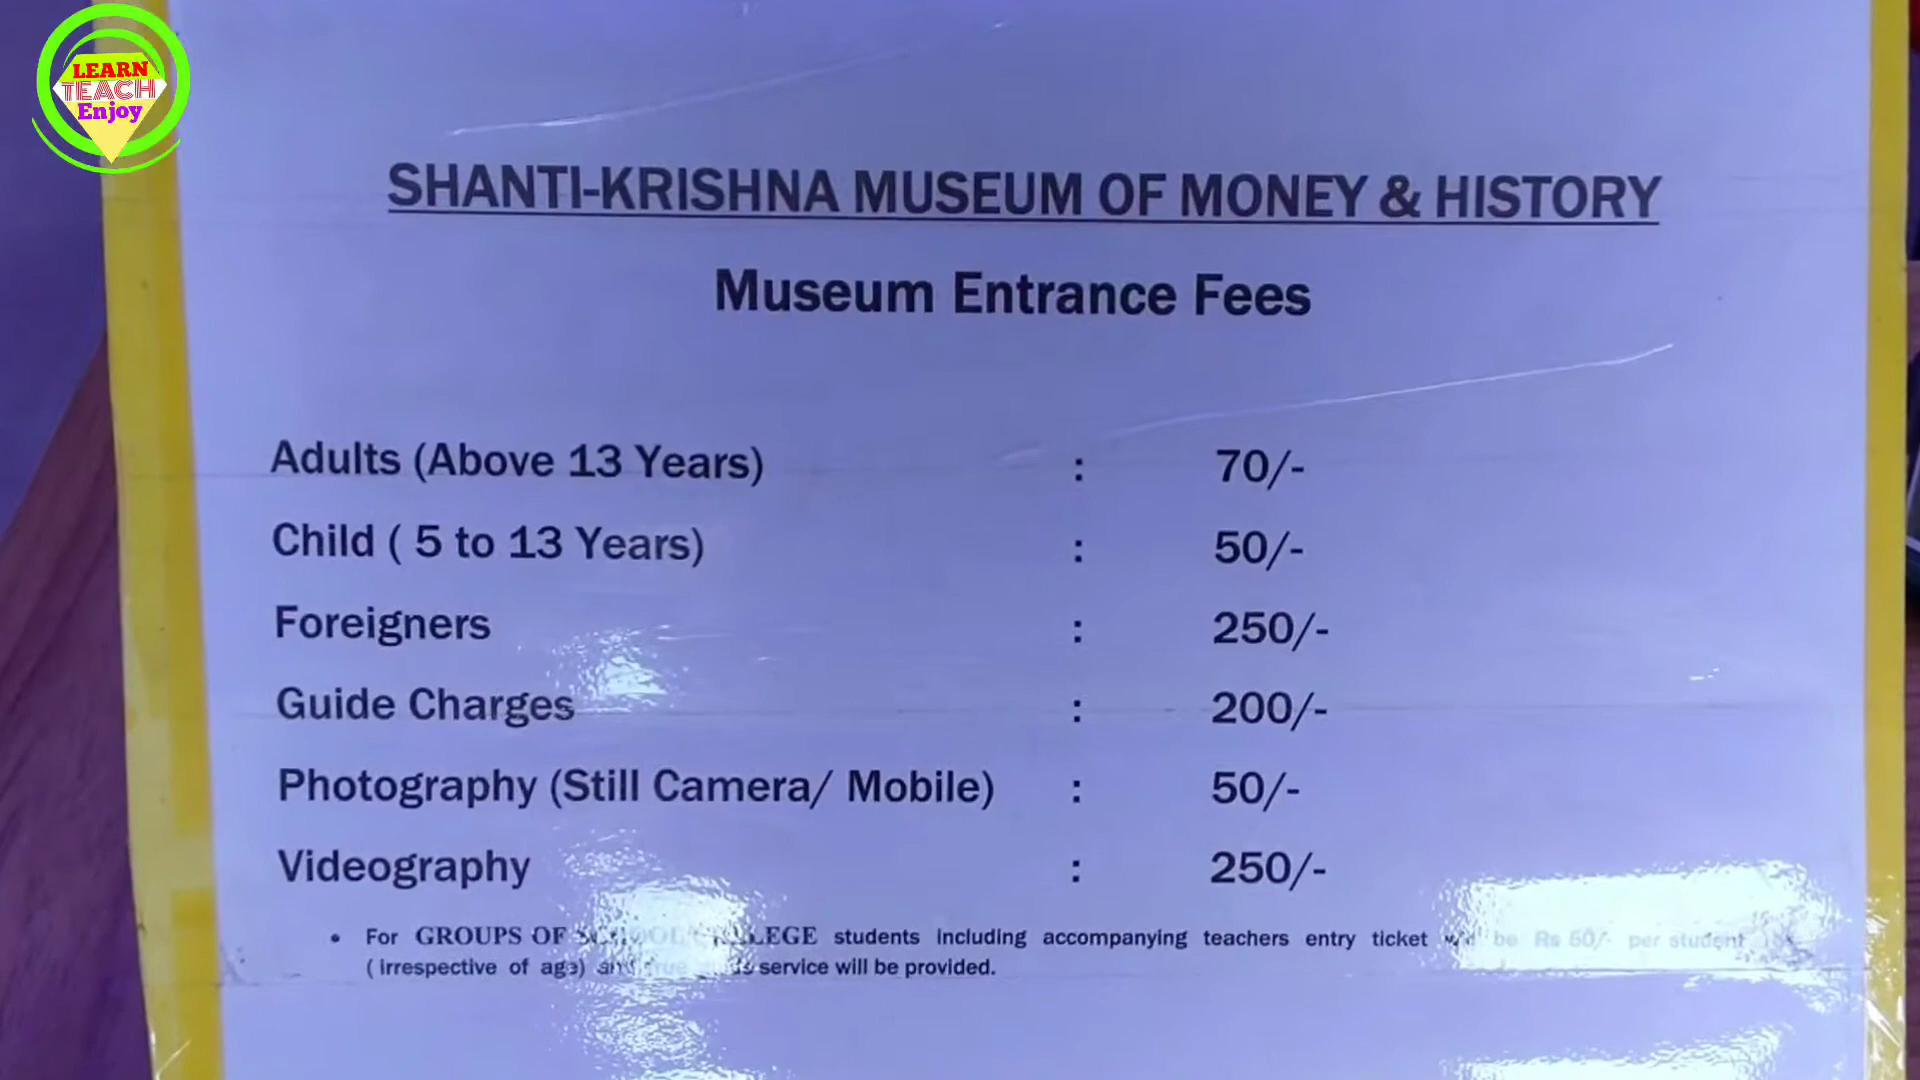 LEARN
TEACH
Enjoy
SHANTI-KRISHNA MUSEUM OF MONEY & HISTORY
Museum Entrance Fees
Adults (Above 13 Years) : 70/-
Child ( 5 to 13 Years) : 50/-
Foreigners : 250/-
Guide Charges : 200/-
Photography (Still Camera/ Mobile) : 50/-
Videography : 250/-
• For GROUPS OF students including accompanying teachers entry ticket be Rs per student
( irrespective of age) service will be provided.